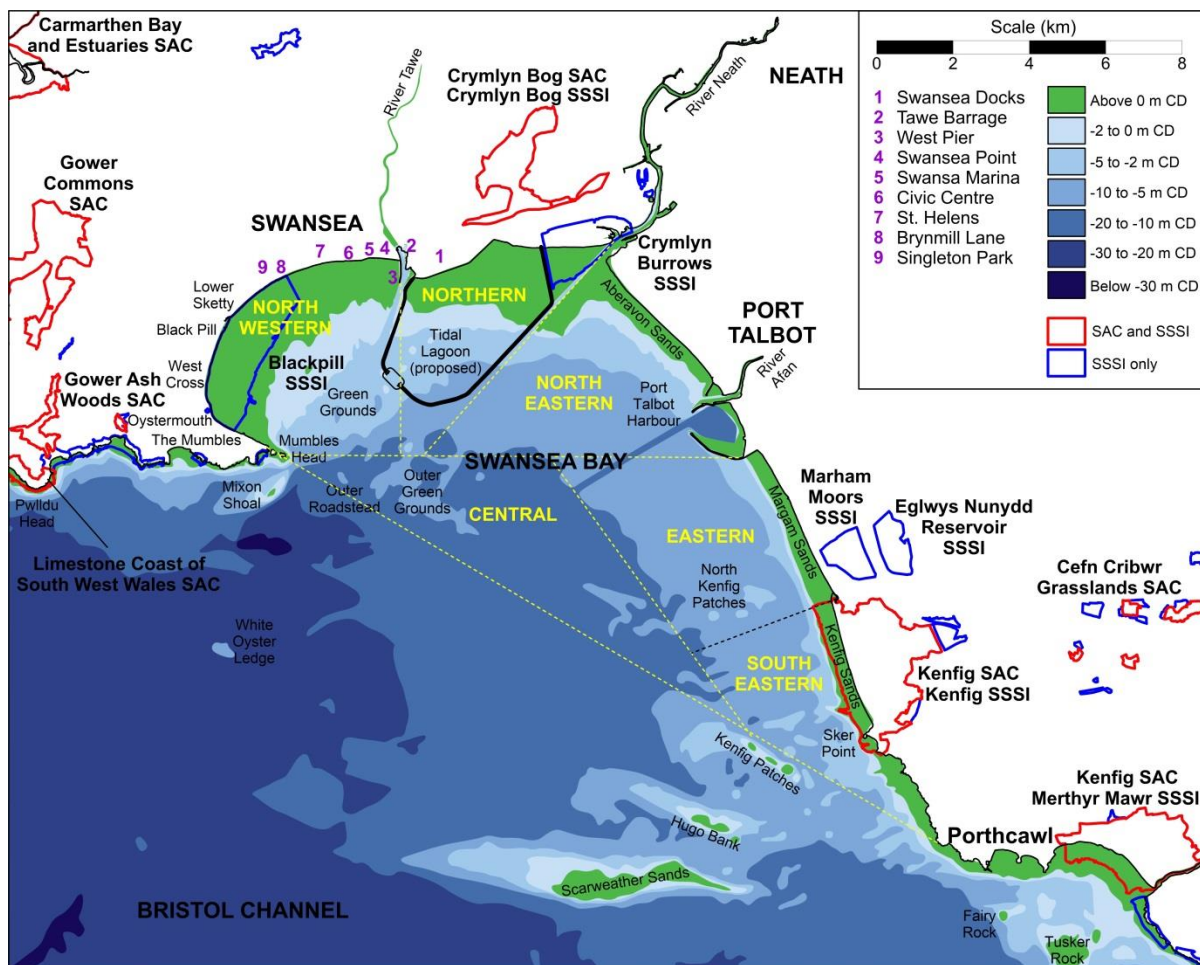 Carmarthen Bay
and Estuaries SAC
River Tawe
Crymlyn Bog SAC
Crymlyn Bog SSSI
River Neath
NEATH
Scale (km)
0 2 4 6 8
1 Swansea Docks
2 Tawe Barrage
3 West Pier
4 Swansea Point
5 Swansa Marina
6 Civic Centre
7 St. Helens
8 Brynmill Lane
9 Singleton Park
Above 0 m CD
-2 to 0 m CD
-5 to -2 m CD
-10 to -5 m CD
-20 to -10 m CD
-30 to -20 m CD
Below -30 m CD
SAC and SSSI
SSSI only
Gower
Commons
SAC
SWANSEA
9 8 7 6 5 4 2 1
3
Crymlyn
Burrows
SSSI
Lower
Sketty
Black Pill
West
Cross
NORTH
WESTERN
NORTHERN
Aberavon Sands
PORT
TALBOT
River
Afan
Blackpill
SSSI
Tidal
Lagoon
(proposed)
Green
Grounds
NORTH
EASTERN
Port
Talbot
Harbour
Gower Ash
Woods SAC
Oystermouth
The Mumbles
Mumbles
Head
SWANSEA BAY
Mixon
Shoal
Outer
Roadstead
Outer
Green
Grounds
CENTRAL
Pwlldu
Head
Limestone Coast of
South West Wales SAC
Margam Sands
Marham
Moors
SSSI
Eglwys Nunydd
Reservoir
SSSI
EASTERN
North
Kenfig
Patches
Cefn Cribwr
Grasslands SAC
White
Oyster
Ledge
SOUTH
EASTERN
Kenfig Sands
Kenfig SAC
Kenfig SSSI
Sker
Point
Kenfig Patches
Hugo Bank
Scarweather Sands
Kenfig SAC
Merthyr Mawr SSSI
Porthcawl
BRISTOL CHANNEL
Fairy
Rock
Tusker
Rock